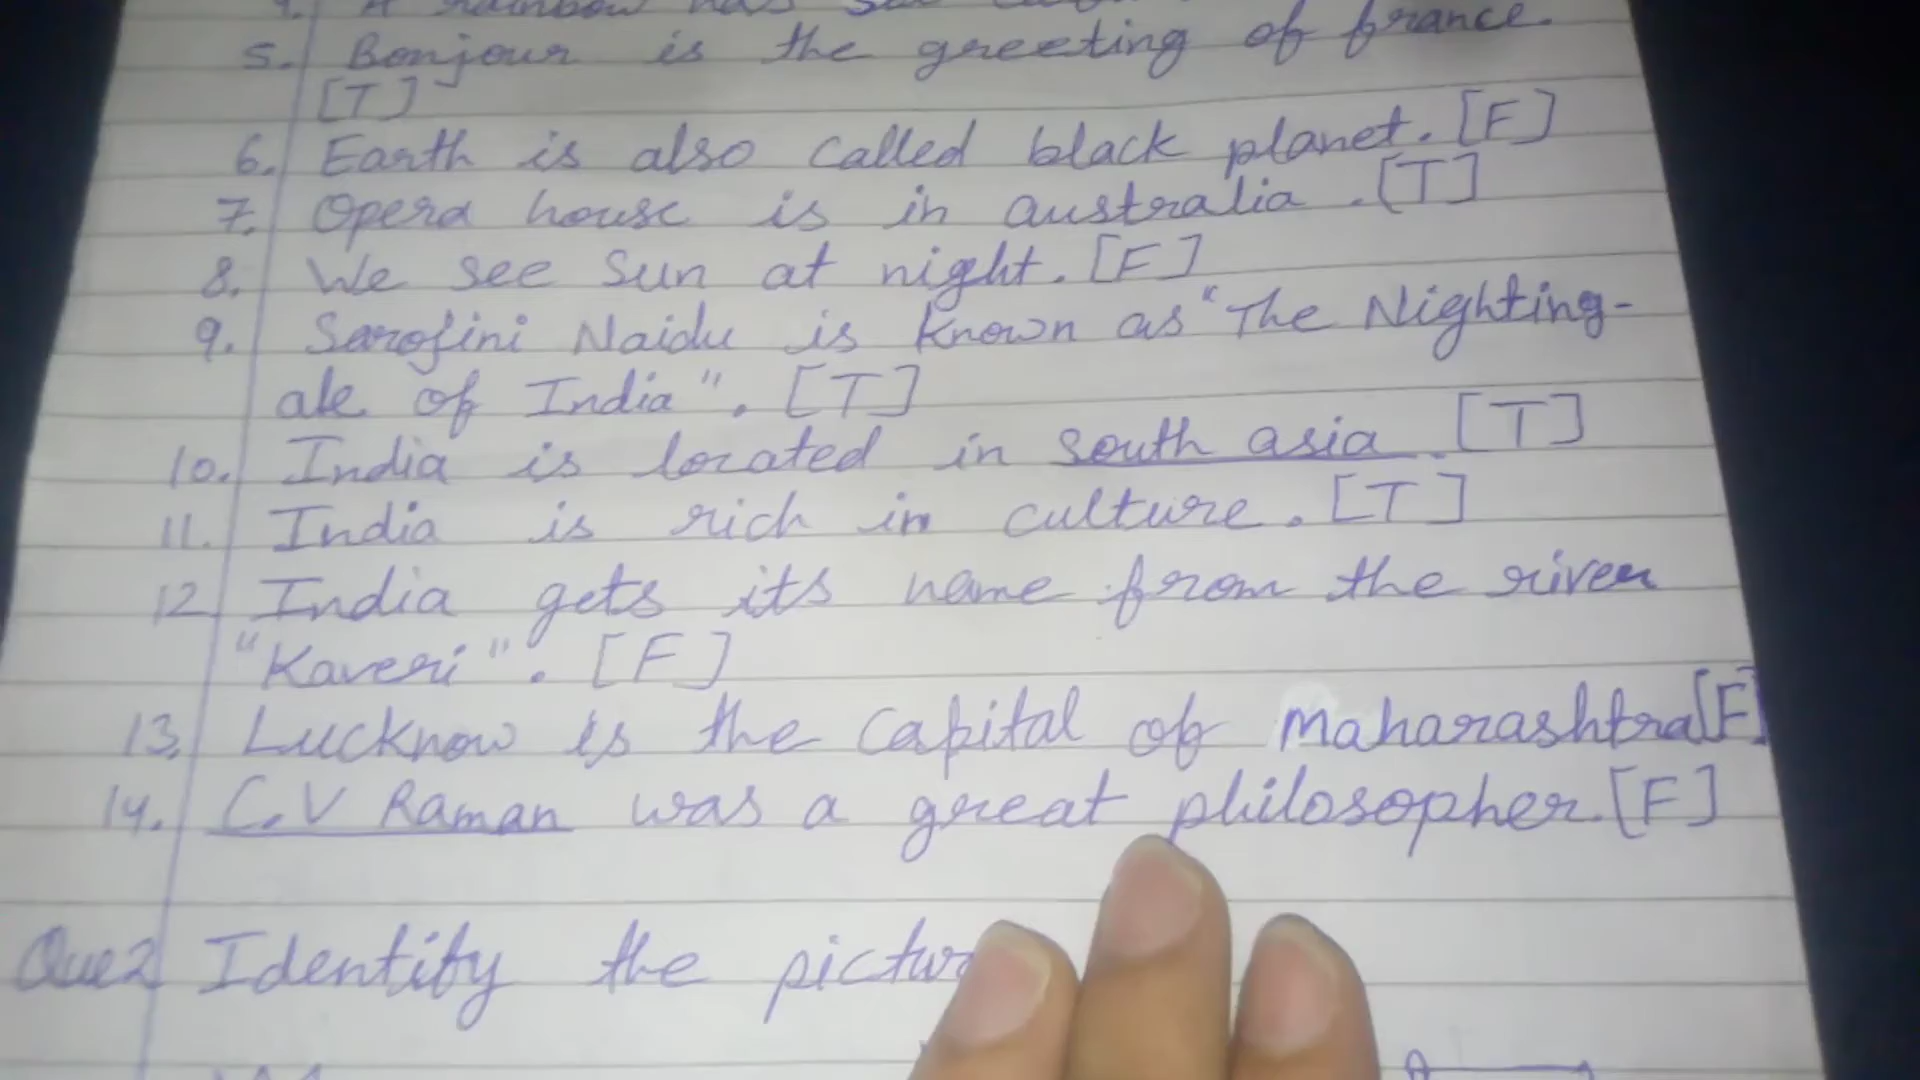 4. A rainbow has
5. Bonjour is the greeting of france.
[T]
6. Earth is also called black planet. [F]
7. Opera house is in australia. [T]
8. We see Sun at night. [F]
9. Sarojini Naidu is known as "The Nighting-
ale of India". [T]
10. India is located in south asia. [T]
11. India is rich in culture. [T]
12 India gets its name from the river
"Kaveri". [F]
13. Lucknow is the capital of Maharashtra [F]
14. C.V Raman was a great philosopher. [F]
Que2 Identify the